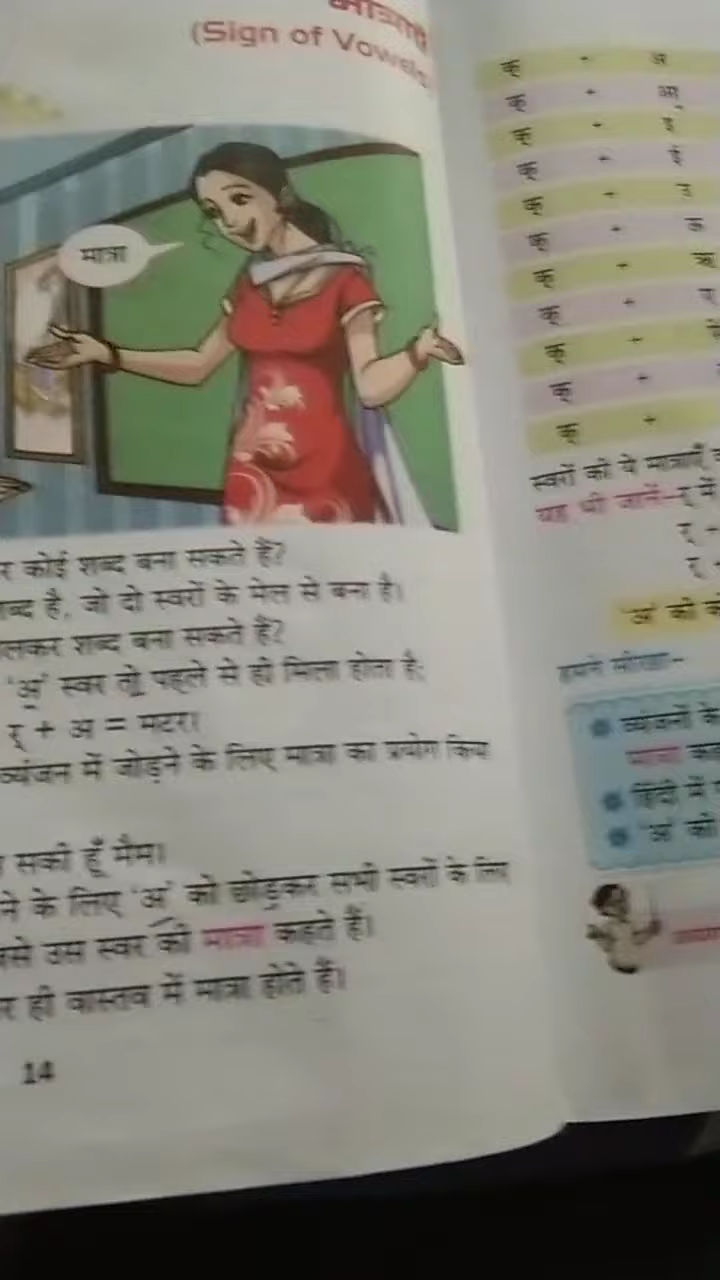 मात्राएँ
(Sign of Vowels)
मात्रा
र कोई शब्द बना सकते हैं?
शब्द है, जो दो स्वरों के मेल से बना है।
लकर शब्द बना सकते हैं?
'अ' स्वर तो पहले से ही मिला होता है;
र् + अ = मटर।
व्यंजन में जोड़ने के लिए मात्रा का प्रयोग किय
सकी हूँ मैम।
ने के लिए 'अ' को छोड़कर सभी स्वरों के लिए
उस स्वर की मात्रा कहते हैं।
र ही वास्तव में मात्रा होते हैं।
14
क् + अ
क् + आ
क् + इ
क् + ई
क् + उ
क् + ऊ
क् + ऋ
क् + ए
क् +
क् +
क् +
स्वरों की ये मात्राएँ
यह भी जानें–र् में
र्
र्
'अ' की को
हमने सीखा–
व्यंजनों के
मात्रा कह
हिंदी में
'अ' की